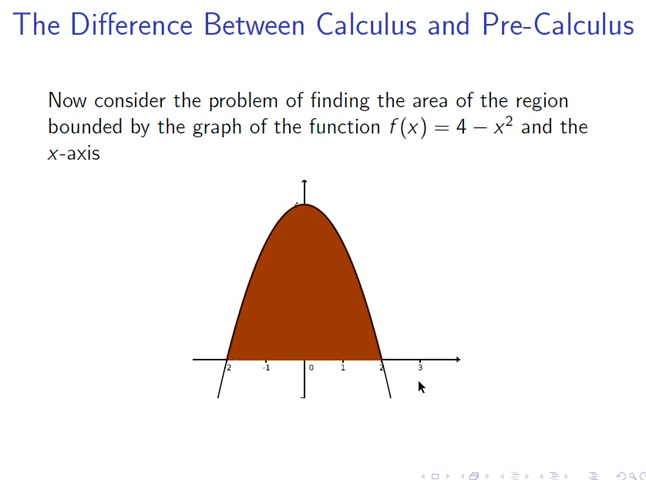 The Difference Between Calculus and Pre-Calculus
Now consider the problem of finding the area of the region
bounded by the graph of the function f(x) = 4 − x² and the
x-axis
4
-2 -1 0 1 2 3